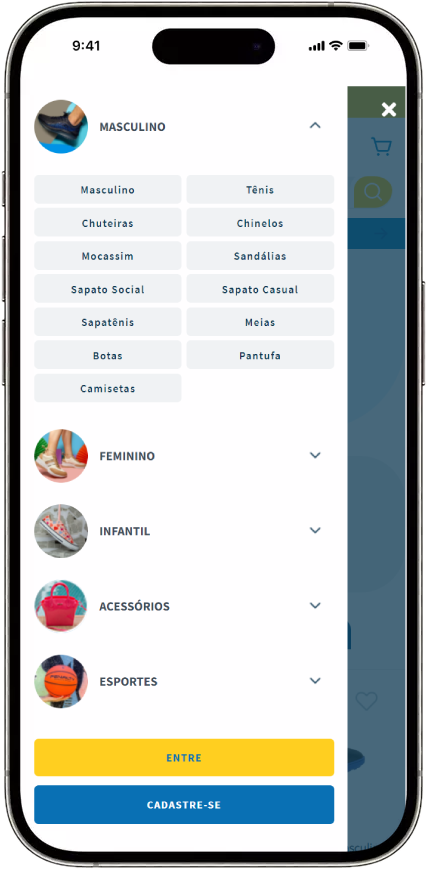 9:41
MASCULINO
Masculino Tênis
Chuteiras Chinelos
Mocassim Sandálias
Sapato Social Sapato Casual
Sapatênis Meias
Botas Pantufa
Camisetas
FEMININO
INFANTIL
ACESSÓRIOS
ESPORTES
ENTRE
CADASTRE-SE